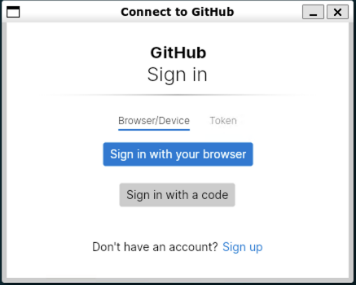 Connect to GitHub
GitHub
Sign in
Browser/Device Token
Sign in with your browser
Sign in with a code
Don't have an account? Sign up